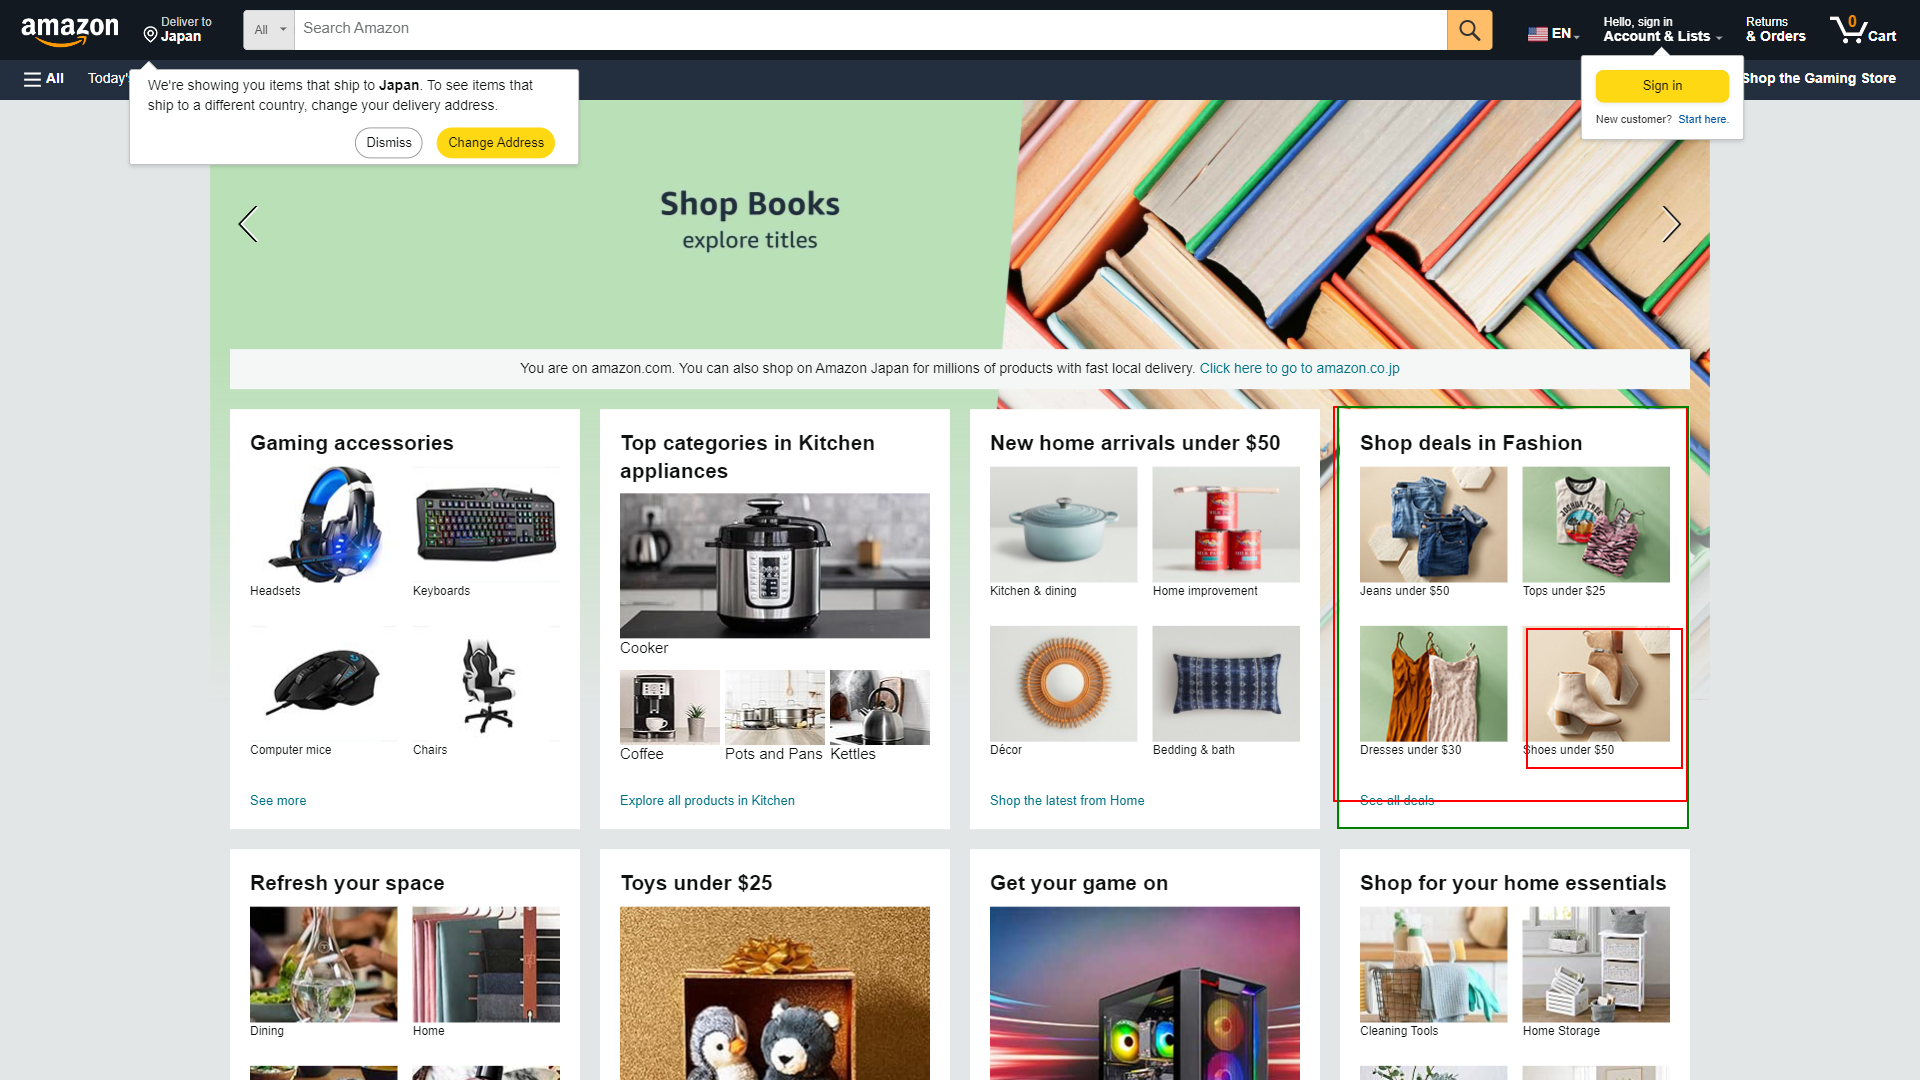 amazon
Deliver to
Japan
All
Search Amazon
EN
Hello, sign in
Account & Lists
Returns
& Orders
0
Cart
All
Today's
Shop the Gaming Store
We're showing you items that ship to Japan. To see items that
ship to a different country, change your delivery address.
Dismiss
Change Address
Sign in
New customer? Start here.
Shop Books
explore titles
You are on amazon.com. You can also shop on Amazon Japan for millions of products with fast local delivery. Click here to go to amazon.co.jp
Gaming accessories
Headsets
Keyboards
Computer mice
Chairs
See more
Top categories in Kitchen
appliances
Cooker
Coffee
Pots and Pans
Kettles
Explore all products in Kitchen
New home arrivals under $50
Kitchen & dining
Home improvement
Décor
Bedding & bath
Shop the latest from Home
Shop deals in Fashion
JOSHUA TREE
Jeans under $50
Tops under $25
Dresses under $30
Shoes under $50
See all deals
Refresh your space
Dining
Home
Toys under $25
Get your game on
Shop for your home essentials
Cleaning Tools
Home Storage